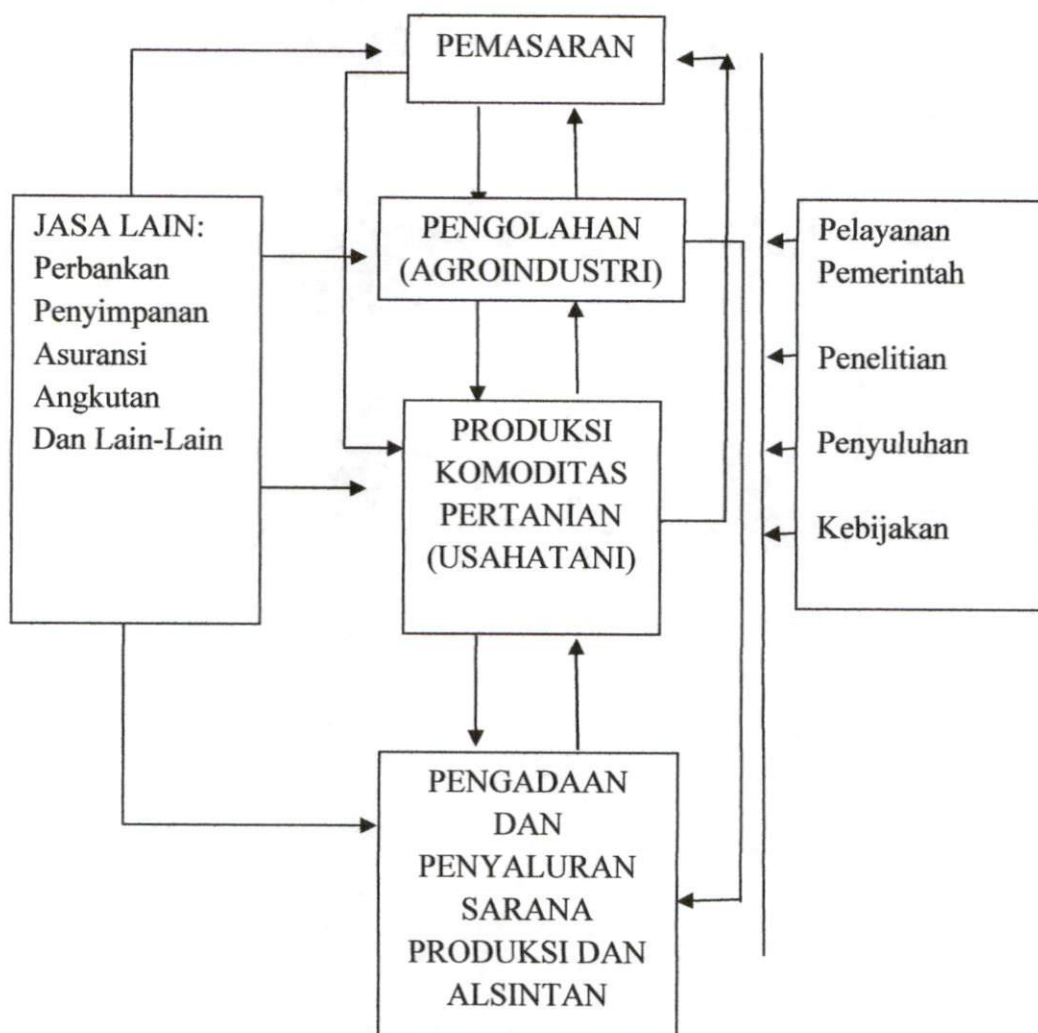 PEMASARAN
JASA LAIN:
Perbankan
Penyimpanan
Asuransi
Angkutan
Dan Lain-Lain
PENGOLAHAN
(AGROINDUSTRI)
PRODUKSI
KOMODITAS
PERTANIAN
(USAHATANI)
PENGADAAN
DAN
PENYALURAN
SARANA
PRODUKSI DAN
ALSINTAN
Pelayanan
Pemerintah
Penelitian
Penyuluhan
Kebijakan